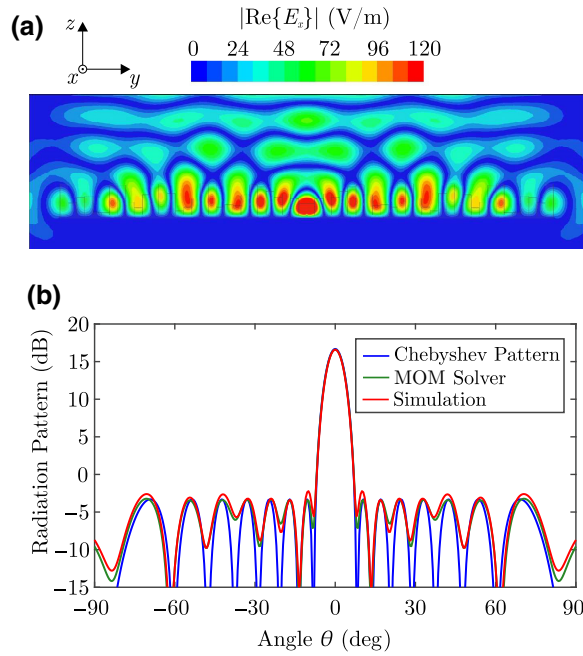 (a)
z
x
y
|Re{Eₓ}| (V/m)
0 24 48 72 96 120
(b)
Radiation Pattern (dB)
20
15
10
5
0
−5
−10
−15
Chebyshev Pattern
MOM Solver
Simulation
−90 −60 −30 0 30 60 90
Angle θ (deg)